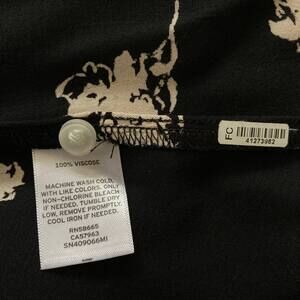 100% VISCOSE
MACHINE WASH COLD,
WITH LIKE COLORS. ONLY
NON-CHLORINE BLEACH
IF NEEDED. TUMBLE DRY
LOW, REMOVE PROMPTLY.
COOL IRON IF NEEDED.
RN58665
CA57963
SN409066MI
FC
41273962